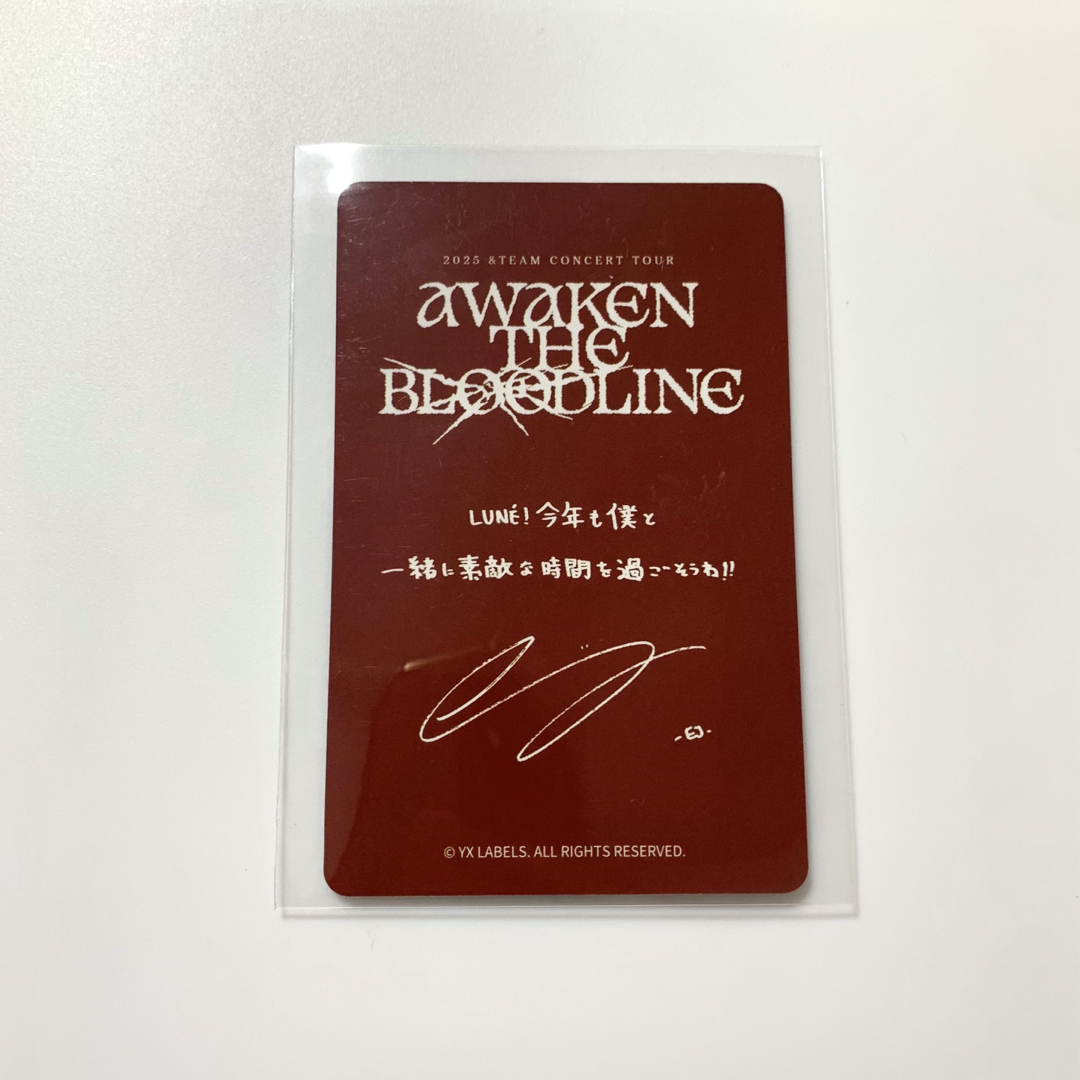 2025 &TEAM CONCERT TOUR
AWAKEN
THE
BLOODLINE
LUNÉ! 今年も僕と
一緒に素敵な時間を過ごそうね!!
-EJ-
© YX LABELS. ALL RIGHTS RESERVED.